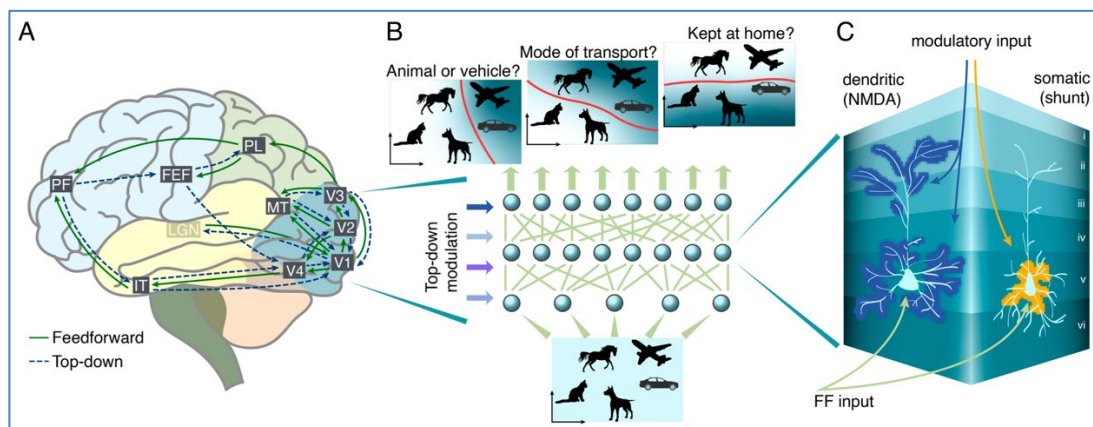 A
PL
PF
FEF
V3
MT
V2
LGN
V4
V1
IT
Feedforward
Top-down
B
Animal or vehicle?
Mode of transport?
Kept at home?
Top-down
modulation
C
modulatory input
dendritic
(NMDA)
somatic
(shunt)
i
ii
iii
iv
v
vi
FF input